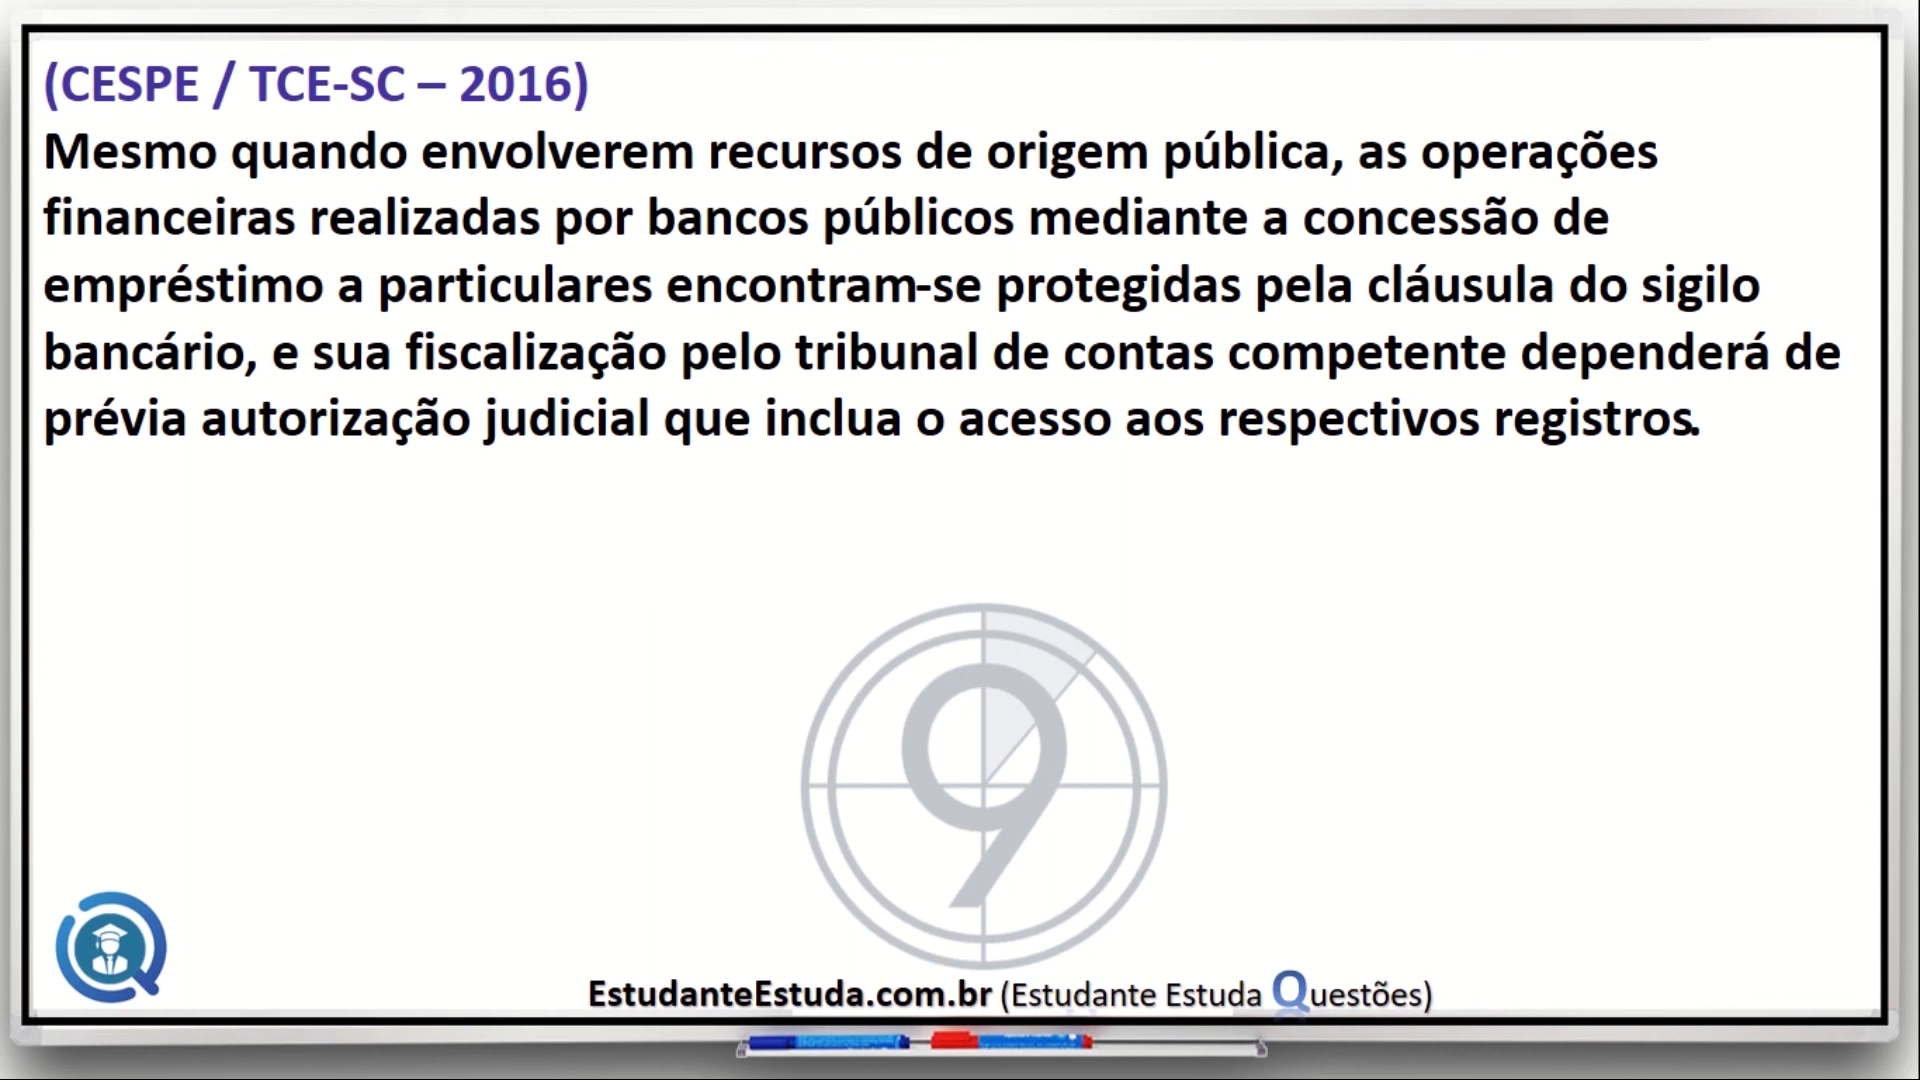 (CESPE / TCE-SC – 2016)
Mesmo quando envolverem recursos de origem pública, as operações
financeiras realizadas por bancos públicos mediante a concessão de
empréstimo a particulares encontram-se protegidas pela cláusula do sigilo
bancário, e sua fiscalização pelo tribunal de contas competente dependerá de
prévia autorização judicial que inclua o acesso aos respectivos registros.
9
EstudanteEstuda.com.br (Estudante Estuda Questões)